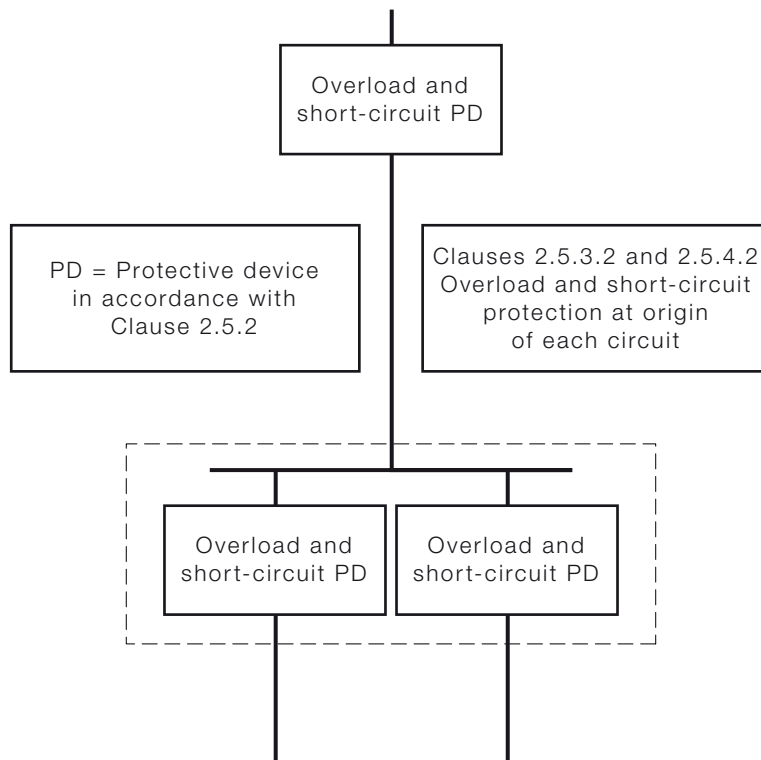 Overload and
short-circuit PD
PD = Protective device
in accordance with
Clause 2.5.2
Clauses 2.5.3.2 and 2.5.4.2
Overload and short-circuit
protection at origin
of each circuit
Overload and
short-circuit PD
Overload and
short-circuit PD